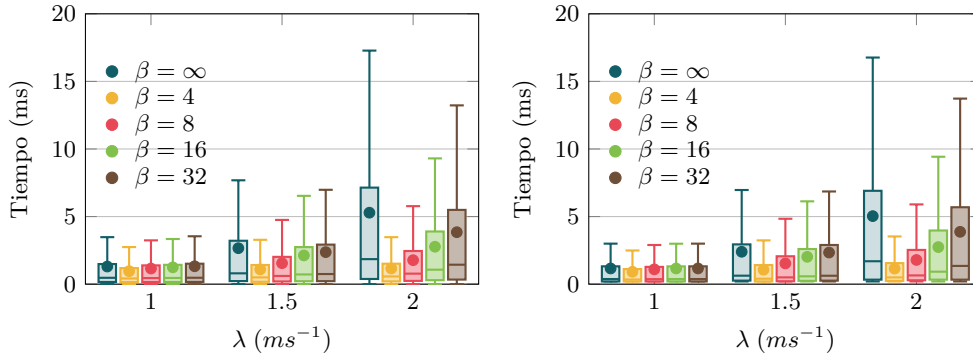 20
15
10
5
0
Tiempo (ms)
β = ∞
β = 4
β = 8
β = 16
β = 32
1
1.5
2
λ (ms⁻¹)
20
15
10
5
0
Tiempo (ms)
β = ∞
β = 4
β = 8
β = 16
β = 32
1
1.5
2
λ (ms⁻¹)